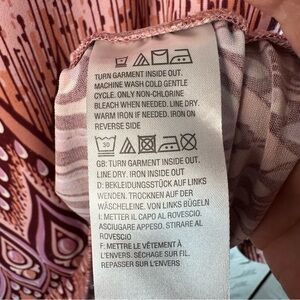 TURN GARMENT INSIDE OUT.
MACHINE WASH COLD GENTLE
CYCLE. ONLY NON-CHLORINE
BLEACH WHEN NEEDED. LINE DRY.
WARM IRON IF NEEDED. IRON ON
REVERSE SIDE
30
GB: TURN GARMENT INSIDE OUT.
LINE DRY. IRON INSIDE OUT.
D: BEKLEIDUNGSSTÜCK AUF LINKS
WENDEN. TROCKNEN AUF DER
WÄSCHELEINE. VON LINKS BÜGELN
I: METTER IL CAPO AL ROVESCIO.
ASCIUGARE APPESO. STIRARE AL
ROVESCIO
F: METTRE LE VÊTEMENT À
L'ENVERS. SÉCHAGE SUR FIL.
REPASSER SUR L'ENVERS